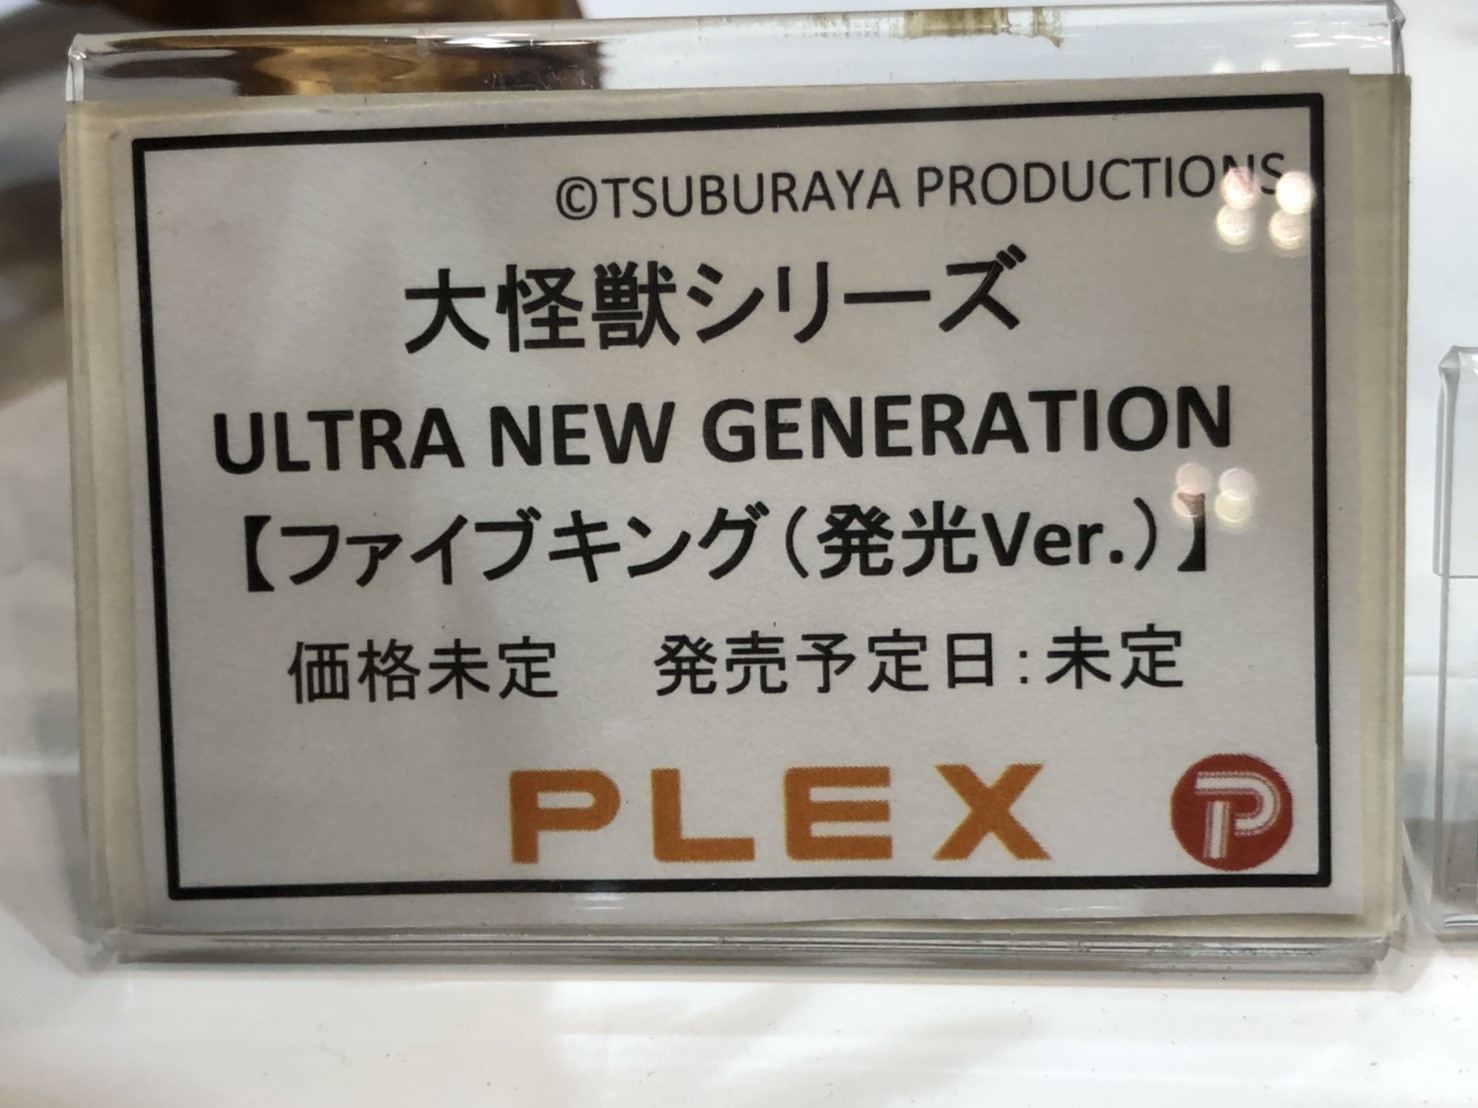 ©TSUBURAYA PRODUCTIONS
大怪獣シリーズ
ULTRA NEW GENERATION
【ファイブキング(発光Ver.)】
価格未定 発売予定日:未定
PLEX P